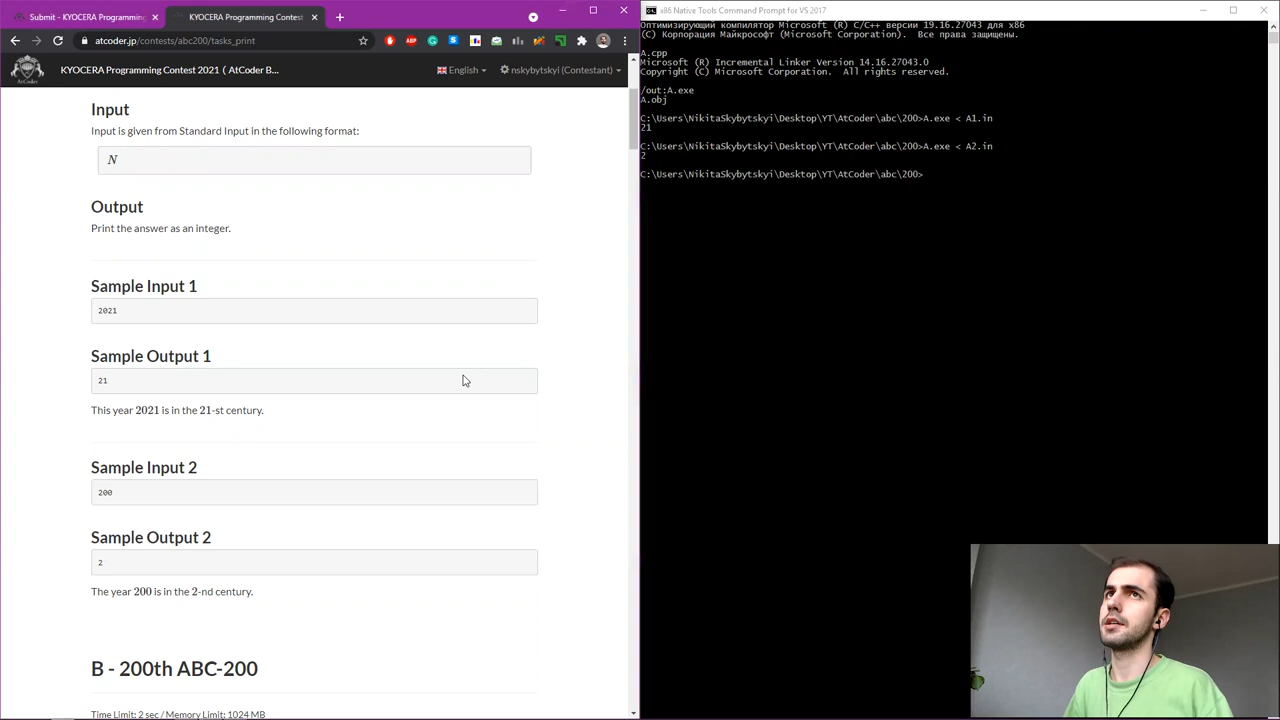 Submit - KYOCERA Programming
KYOCERA Programming Contest
atcoder.jp/contests/abc200/tasks_print
AtCoder
KYOCERA Programming Contest 2021 ( AtCoder B...
English
nskybytskyi (Contestant)
Input
Input is given from Standard Input in the following format:
N
Output
Print the answer as an integer.
Sample Input 1
2021
Sample Output 1
21
This year 2021 is in the 21-st century.
Sample Input 2
200
Sample Output 2
2
The year 200 is in the 2-nd century.
B - 200th ABC-200
Time Limit: 2 sec / Memory Limit: 1024 MB
x86 Native Tools Command Prompt for VS 2017
Оптимизирующий компилятор Microsoft (R) C/C++ версии 19.16.27043 для x86
(C) Корпорация Майкрософт (Microsoft Corporation).  Все права защищены.
A.cpp
Microsoft (R) Incremental Linker Version 14.16.27043.0
Copyright (C) Microsoft Corporation.  All rights reserved.
/out:A.exe
A.obj
C:\Users\NikitaSkybytskyi\Desktop\YT\AtCoder\abc\200>A.exe < A1.in
21
C:\Users\NikitaSkybytskyi\Desktop\YT\AtCoder\abc\200>A.exe < A2.in
2
C:\Users\NikitaSkybytskyi\Desktop\YT\AtCoder\abc\200>